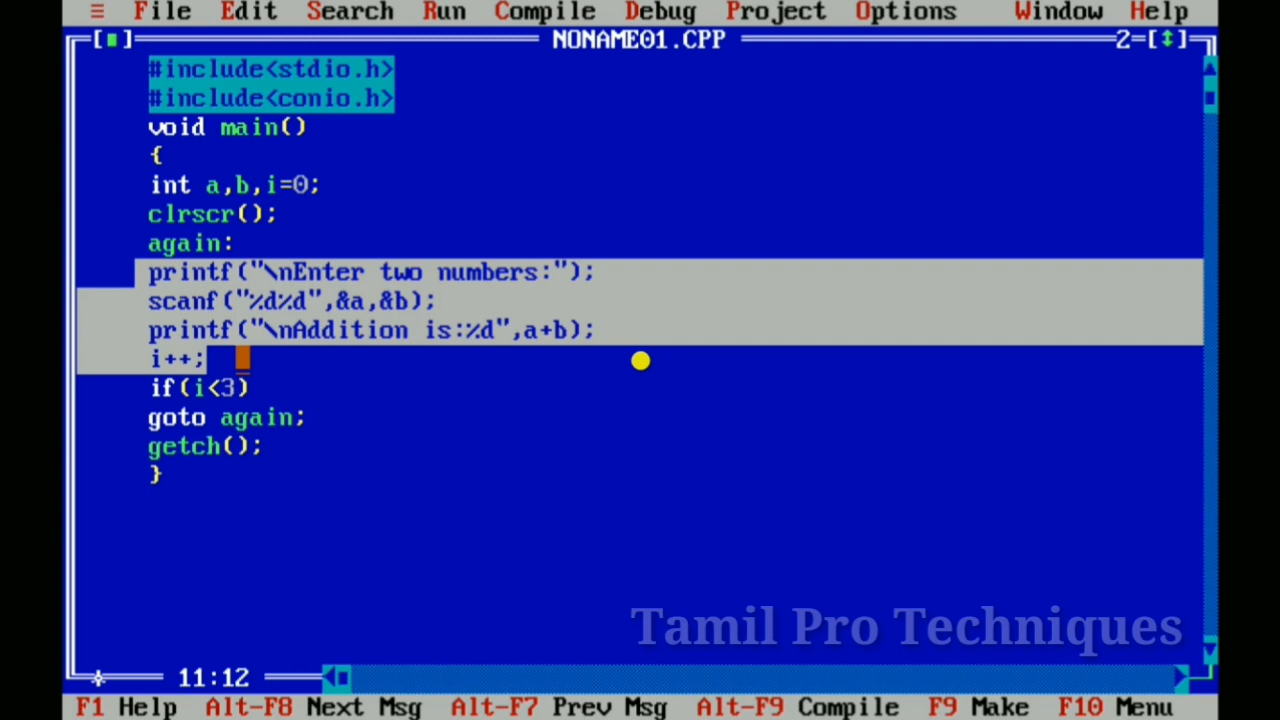 ≡ File Edit Search Run Compile Debug Project Options Window Help
[■] NONAME01.CPP 2=[↕]
#include<stdio.h>
#include<conio.h>
void main()
{
int a,b,i=0;
clrscr();
again:
printf("\nEnter two numbers:");
scanf("%d%d",&a,&b);
printf("\nAddition is:%d",a+b);
i++;
if(i<3)
goto again;
getch();
}
Tamil Pro Techniques
11:12
F1 Help Alt-F8 Next Msg Alt-F7 Prev Msg Alt-F9 Compile F9 Make F10 Menu